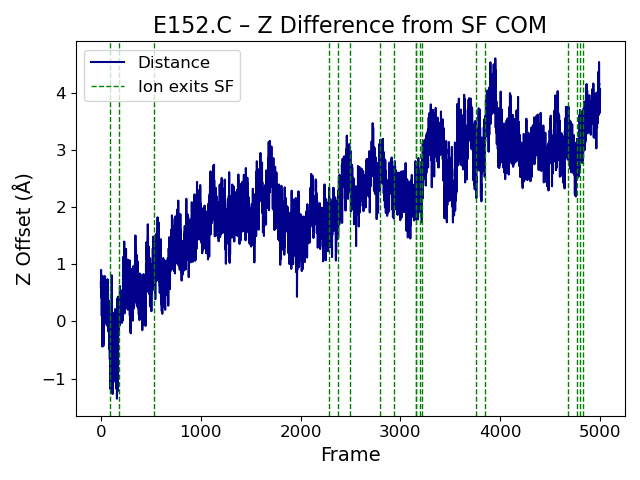 E152.C – Z Difference from SF COM
Distance
Ion exits SF
Z Offset (Å)
4
3
2
1
0
−1
0 1000 2000 3000 4000 5000
Frame